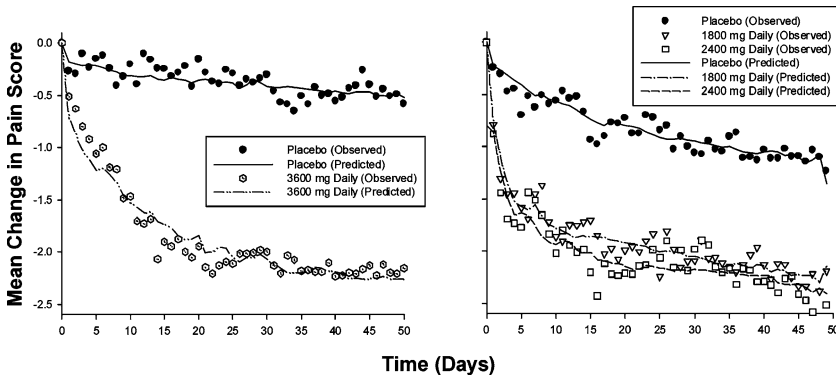 Mean Change in Pain Score
0.0
-0.5
-1.0
-1.5
-2.0
-2.5
0 5 10 15 20 25 30 35 40 45 50
Placebo (Observed)
Placebo (Predicted)
3600 mg Daily (Observed)
3600 mg Daily (Predicted)
Placebo (Observed)
1800 mg Daily (Observed)
2400 mg Daily (Observed)
Placebo (Predicted)
1800 mg Daily (Predicted)
2400 mg Daily (Predicted)
0 5 10 15 20 25 30 35 40 45 50
Time (Days)